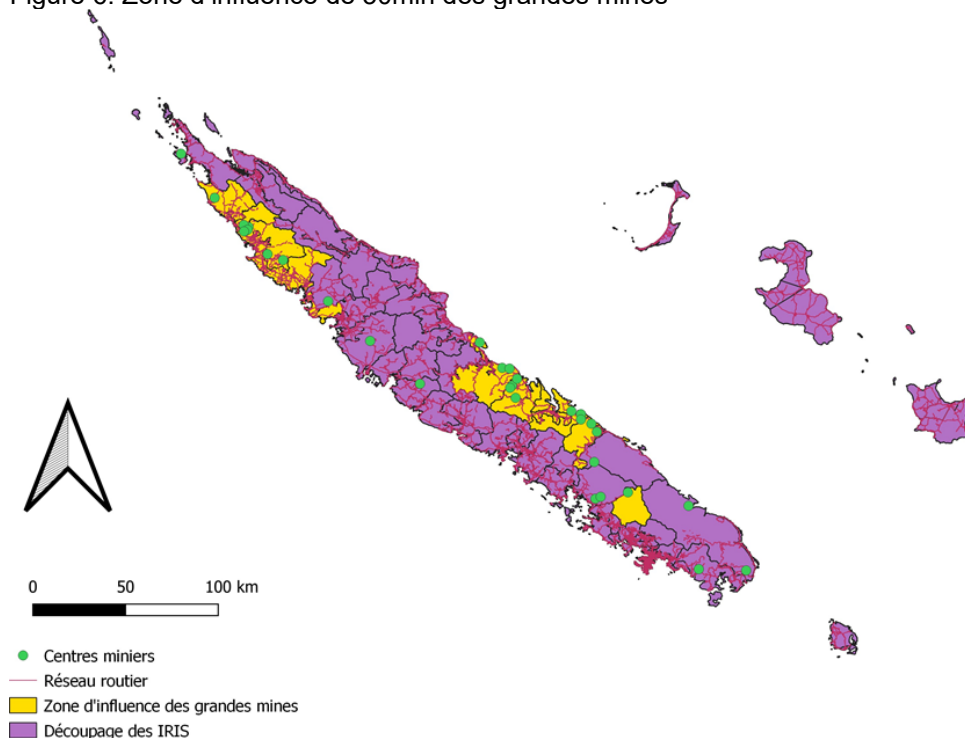 0 50 100 km
Centres miniers
Réseau routier
Zone d'influence des grandes mines
Découpage des IRIS